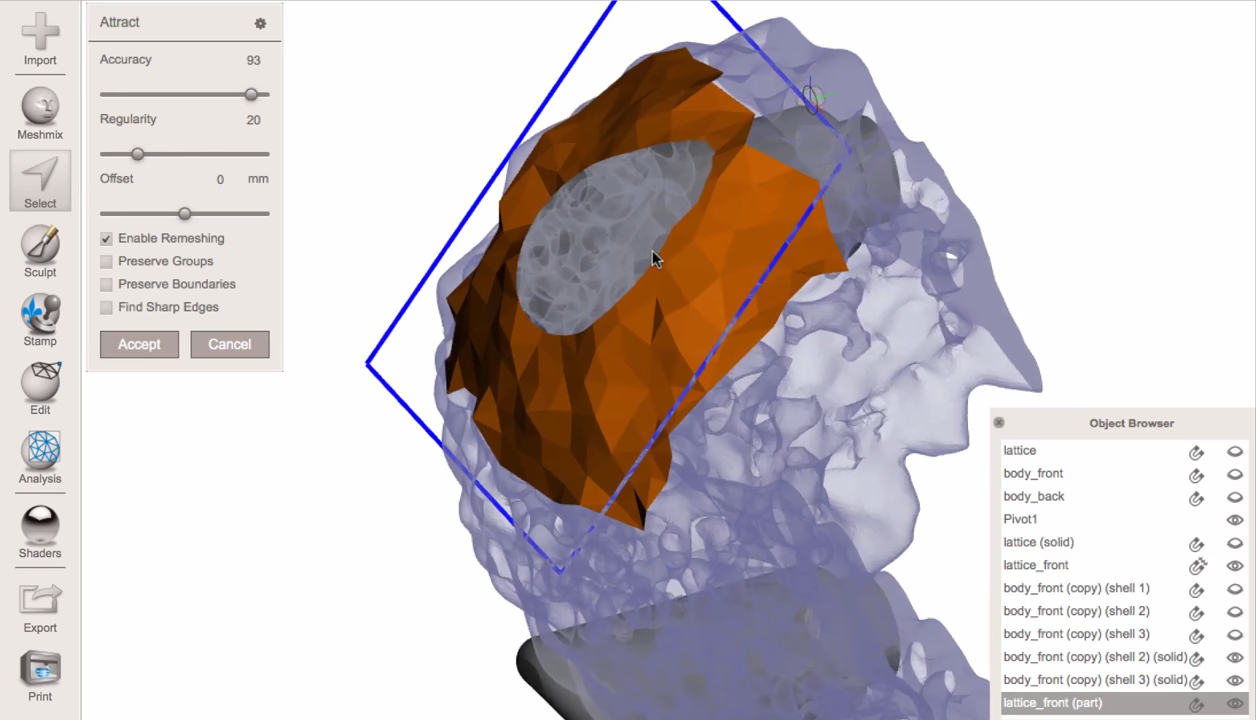 Import
Meshmix
Select
Sculpt
Stamp
Edit
Analysis
Shaders
Export
Print
Attract
Accuracy 93
Regularity 20
Offset 0 mm
Enable Remeshing
Preserve Groups
Preserve Boundaries
Find Sharp Edges
Accept Cancel
Object Browser
lattice
body_front
body_back
Pivot1
lattice (solid)
lattice_front
body_front (copy) (shell 1)
body_front (copy) (shell 2)
body_front (copy) (shell 3)
body_front (copy) (shell 2) (solid)
body_front (copy) (shell 3) (solid)
lattice_front (part)